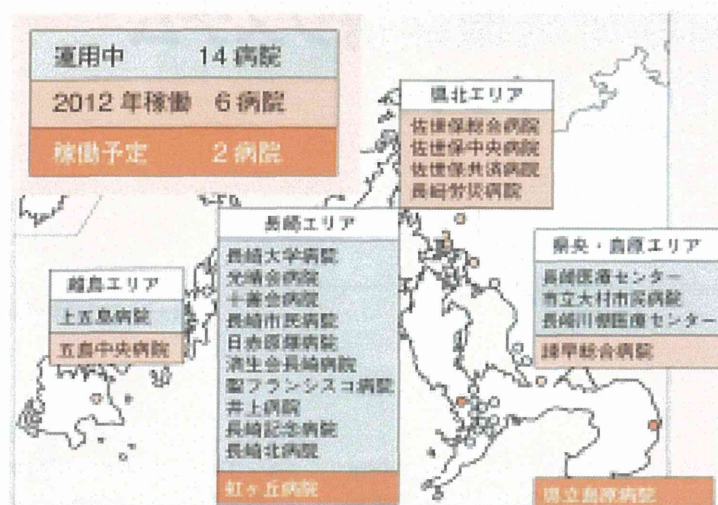 運用中 14 病院
2012 年稼働 6 病院
稼働予定 2 病院
県北エリア
佐世保総合病院
佐世保中央病院
佐世保共済病院
長崎労災病院
長崎エリア
長崎大学病院
光晴会病院
十善会病院
長崎市民病院
日赤原爆病院
済生会長崎病院
聖フランシスコ病院
井上病院
長崎記念病院
長崎北病院
虹ヶ丘病院
離島エリア
上五島病院
五島中央病院
県央・島原エリア
長崎医療センター
市立大村市民病院
長崎川棚医療センター
諫早総合病院
県立島原病院